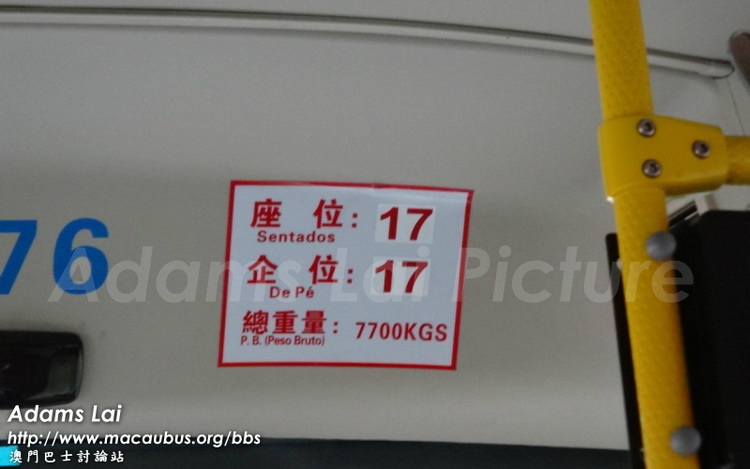 座 位: 17
Sentados
企 位: 17
De Pé
總重量: 7700KGS
P. B. (Peso Bruto)
76
Adams Lai Picture
Adams Lai
http://www.macaubus.org/bbs
澳門巴士討論站